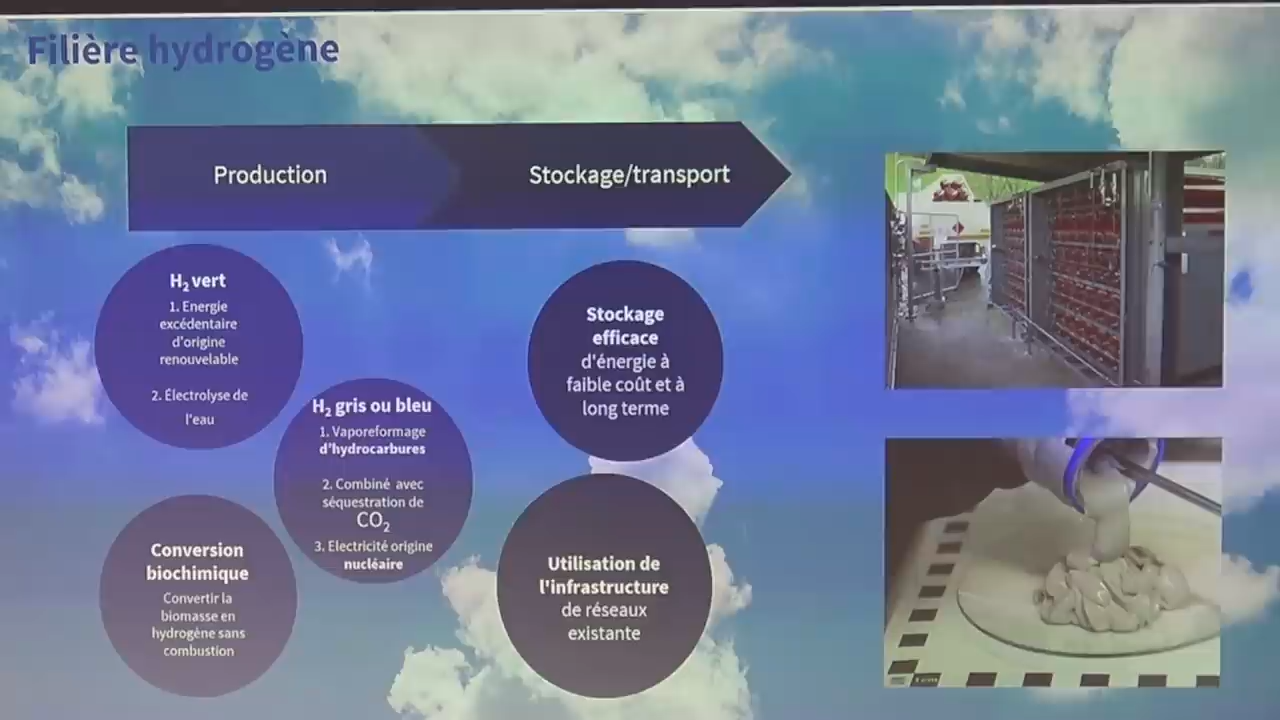 Filière hydrogène
Production
Stockage/transport
H₂ vert
1. Energie
excédentaire
d'origine
renouvelable
2. Électrolyse de
l'eau
H₂ gris ou bleu
1. Vaporeformage
d'hydrocarbures
2. Combiné avec
séquestration de
CO₂
3. Electricité origine
nucléaire
Conversion
biochimique
Convertir la
biomasse en
hydrogène sans
combustion
Stockage
efficace
d'énergie à
faible coût et à
long terme
Utilisation de
l'infrastructure
de réseaux
existante